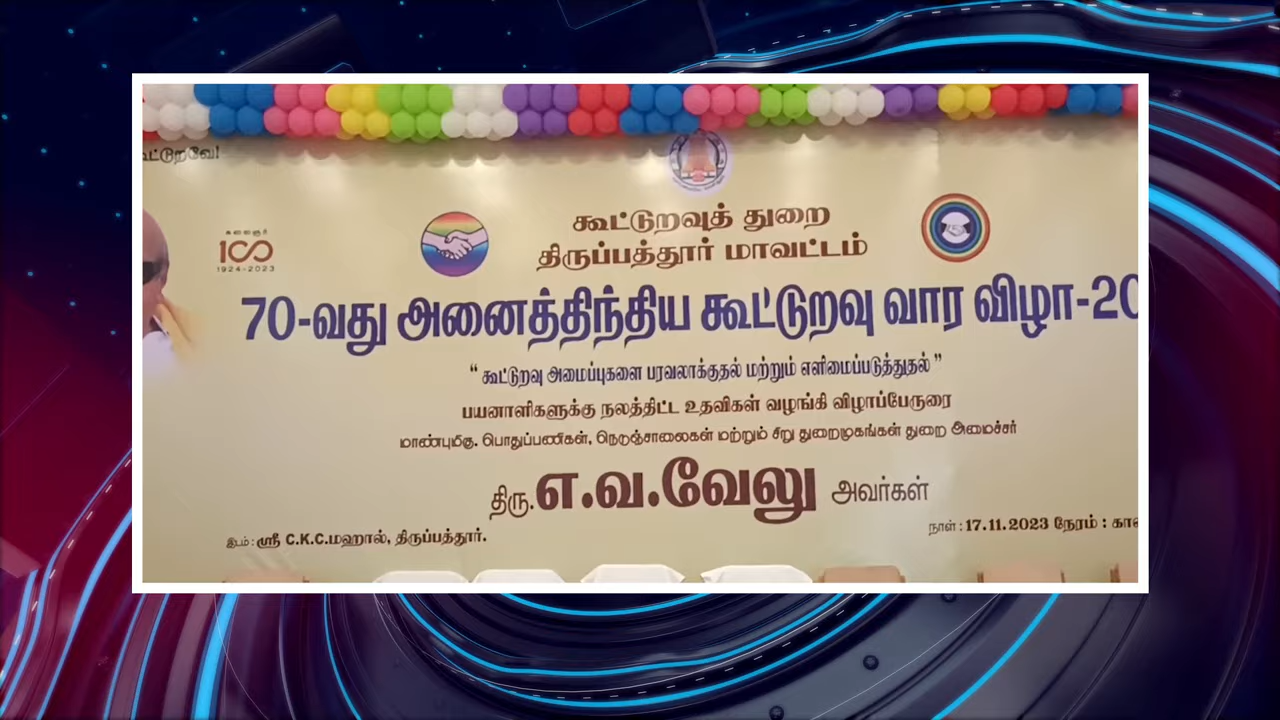 கூட்டுறவுத் துறை
திருப்பத்தூர் மாவட்டம்
கலைஞர்
100
1924-2023
70-வது அனைத்திந்திய கூட்டுறவு வார விழா-20
“ கூட்டுறவு அமைப்புகளை பரவலாக்குதல் மற்றும் எளிமைப்படுத்துதல் ”
பயனாளிகளுக்கு நலத்திட்ட உதவிகள் வழங்கி விழாப்பேருரை
மாண்புமிகு. பொதுப்பணிகள், நெடுஞ்சாலைகள் மற்றும் சிறு துறைமுகங்கள் துறை அமைச்சர்
திரு.எ.வ.வேலு அவர்கள்
இடம் : ஸ்ரீ C.K.C.மஹால், திருப்பத்தூர்.
நாள் : 17.11.2023 நேரம் :